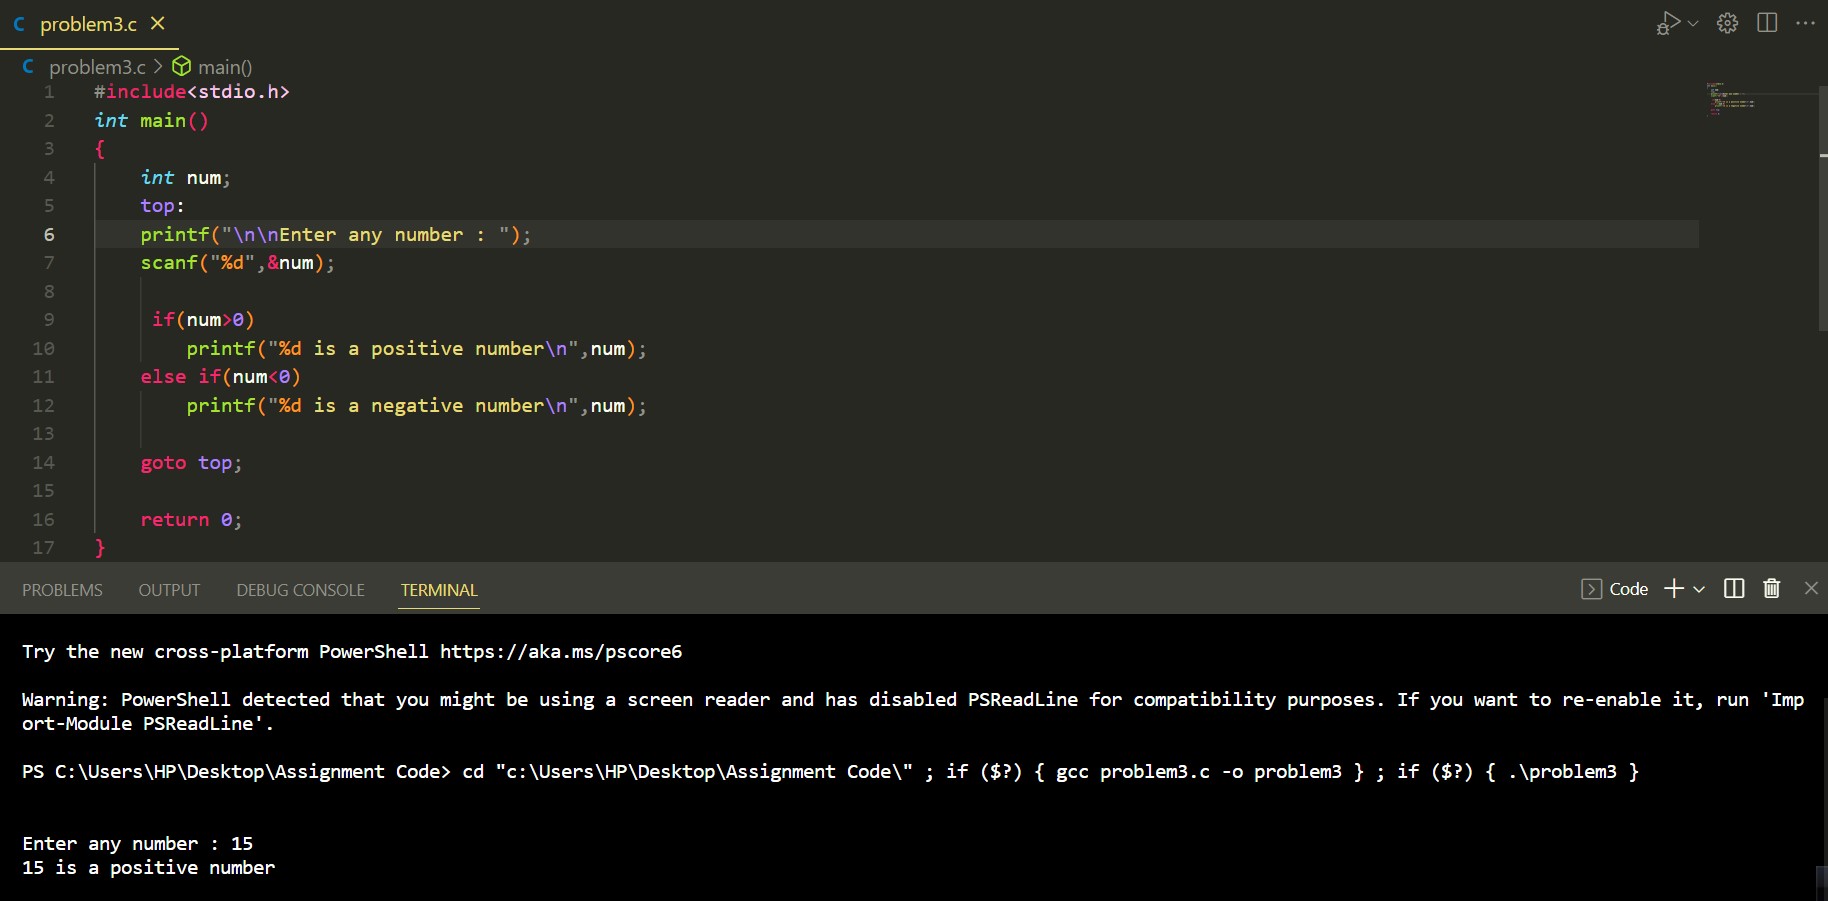 C problem3.c ×
C problem3.c > main()
1 #include<stdio.h>
2 int main()
3 {
4     int num;
5     top:
6     printf("\n\nEnter any number : ");
7     scanf("%d",&num);
8
9      if(num>0)
10         printf("%d is a positive number\n",num);
11     else if(num<0)
12         printf("%d is a negative number\n",num);
13
14     goto top;
15
16     return 0;
17 }
PROBLEMS OUTPUT DEBUG CONSOLE TERMINAL Code
Try the new cross-platform PowerShell https://aka.ms/pscore6
Warning: PowerShell detected that you might be using a screen reader and has disabled PSReadLine for compatibility purposes. If you want to re-enable it, run 'Imp
ort-Module PSReadLine'.
PS C:\Users\HP\Desktop\Assignment Code> cd "c:\Users\HP\Desktop\Assignment Code\" ; if ($?) { gcc problem3.c -o problem3 } ; if ($?) { .\problem3 }
Enter any number : 15
15 is a positive number